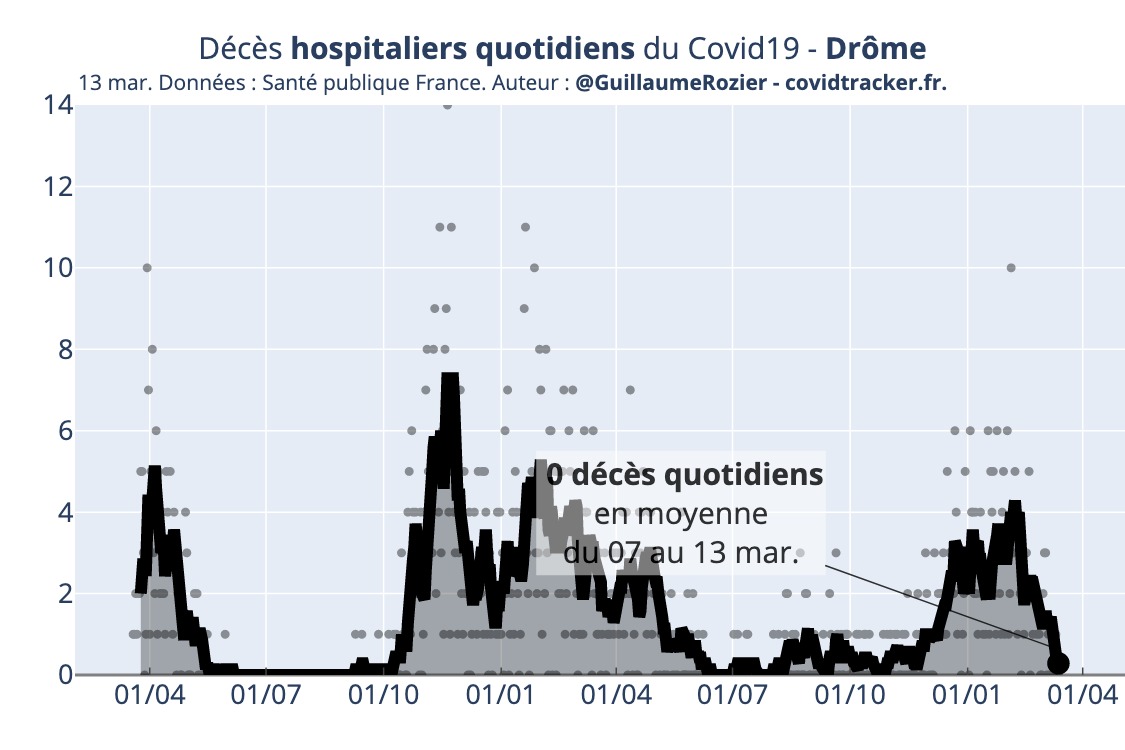 Décès hospitaliers quotidiens du Covid19 - Drôme
13 mar. Données : Santé publique France. Auteur : @GuillaumeRozier - covidtracker.fr.
14
12
10
8
6
4
2
0
0 décès quotidiens
en moyenne
du 07 au 13 mar.
01/04 01/07 01/10 01/01 01/04 01/07 01/10 01/01 01/04